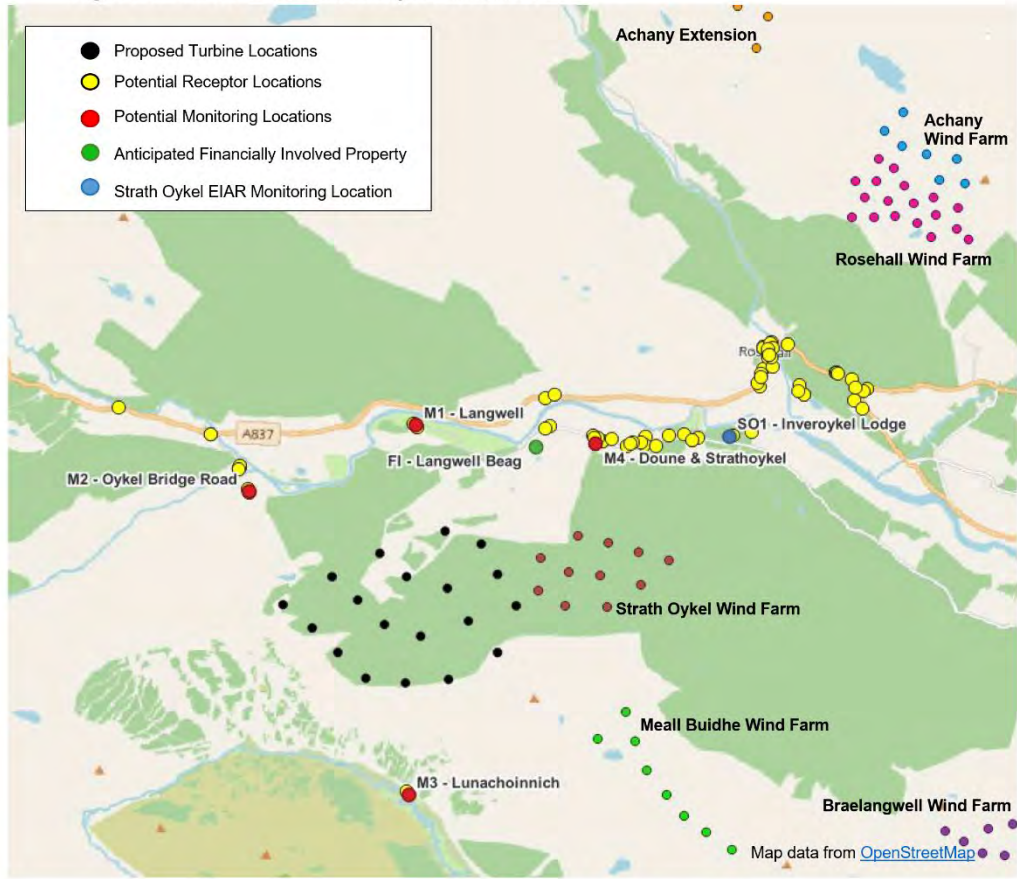 Achany Extension
Proposed Turbine Locations
Potential Receptor Locations
Potential Monitoring Locations
Anticipated Financially Involved Property
Strath Oykel EIAR Monitoring Location
Achany
Wind Farm
Rosehall Wind Farm
M1 - Langwell
A837
SO1 - Inveroykel Lodge
FI - Langwell Beag
M4 - Doune & Strathoykel
M2 - Oykel Bridge Road
Strath Oykel Wind Farm
Meall Buidhe Wind Farm
M3 - Lunachoinnich
Braelangwell Wind Farm
Map data from OpenStreetMap